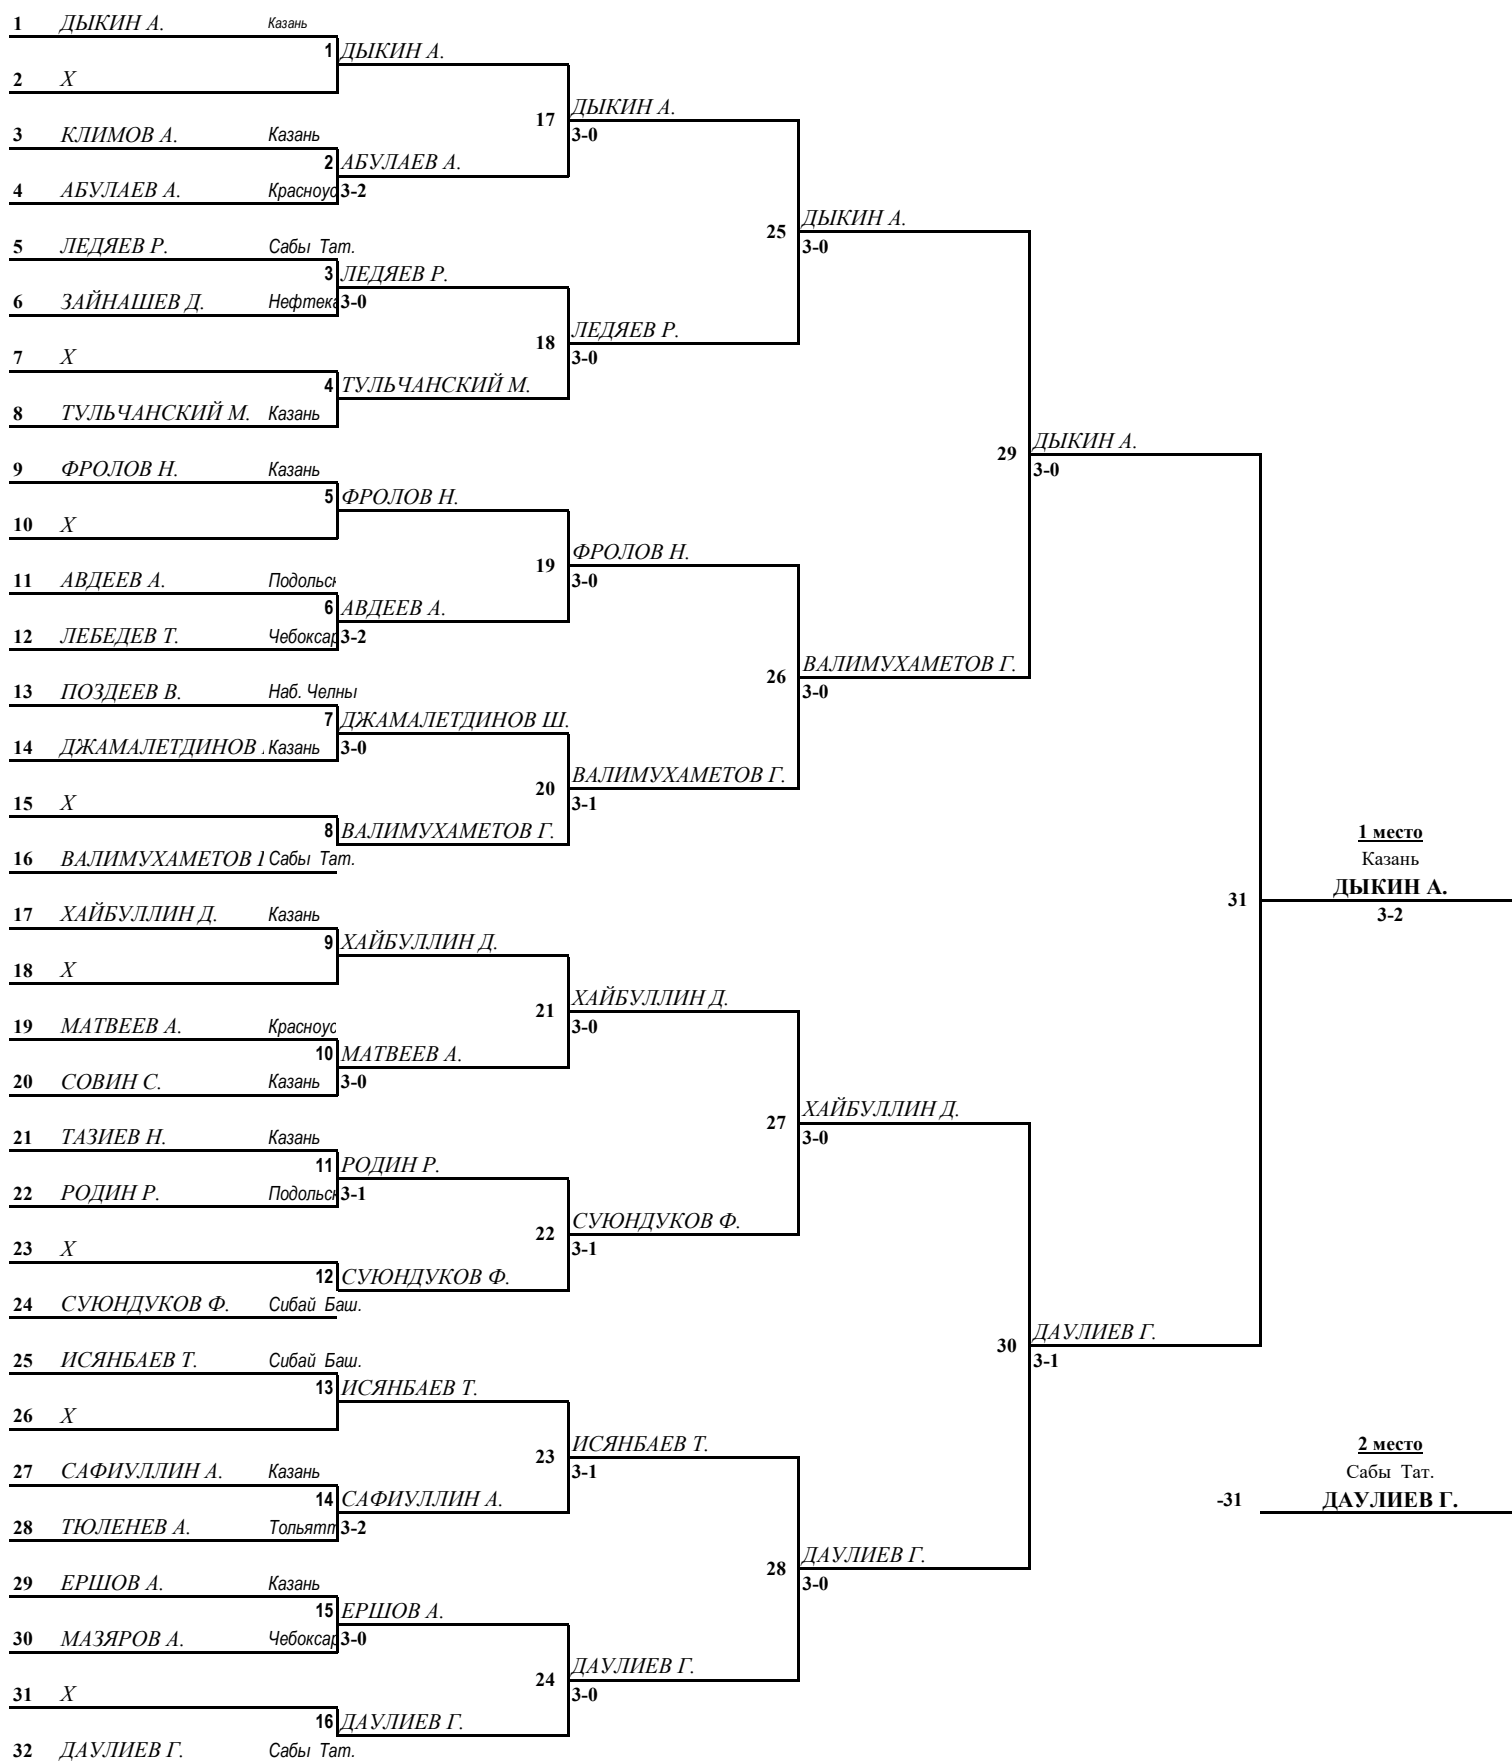 1 ДЫКИН А. Казань
1 ДЫКИН А.
2 Х
17 ДЫКИН А.
3-0
3 КЛИМОВ А. Казань
2 АБУЛАЕВ А.
4 АБУЛАЕВ А. Красноус 3-2
25 ДЫКИН А.
3-0
5 ЛЕДЯЕВ Р. Сабы Тат.
3 ЛЕДЯЕВ Р.
6 ЗАЙНАШЕВ Д. Нефтека 3-0
18 ЛЕДЯЕВ Р.
3-0
7 Х
4 ТУЛЬЧАНСКИЙ М.
8 ТУЛЬЧАНСКИЙ М. Казань
29 ДЫКИН А.
3-0
9 ФРОЛОВ Н. Казань
5 ФРОЛОВ Н.
10 Х
19 ФРОЛОВ Н.
3-0
11 АВДЕЕВ А. Подольск
6 АВДЕЕВ А.
12 ЛЕБЕДЕВ Т. Чебоксар 3-2
26 ВАЛИМУХАМЕТОВ Г.
3-0
13 ПОЗДЕЕВ В. Наб. Челны
7 ДЖАМАЛЕТДИНОВ Ш.
14 ДЖАМАЛЕТДИНОВ Казань 3-0
20 ВАЛИМУХАМЕТОВ Г.
3-1
15 Х
8 ВАЛИМУХАМЕТОВ Г.
16 ВАЛИМУХАМЕТОВ Сабы Тат.
1 место
Казань
31 ДЫКИН А.
3-2
17 ХАЙБУЛЛИН Д. Казань
9 ХАЙБУЛЛИН Д.
18 Х
21 ХАЙБУЛЛИН Д.
3-0
19 МАТВЕЕВ А. Красноус
10 МАТВЕЕВ А.
20 СОВИН С. Казань 3-0
27 ХАЙБУЛЛИН Д.
3-0
21 ТАЗИЕВ Н. Казань
11 РОДИН Р.
22 РОДИН Р. Подольск 3-1
22 СУЮНДУКОВ Ф.
3-1
23 Х
12 СУЮНДУКОВ Ф.
24 СУЮНДУКОВ Ф. Сибай Баш.
30 ДАУЛИЕВ Г.
3-1
25 ИСЯНБАЕВ Т. Сибай Баш.
13 ИСЯНБАЕВ Т.
26 Х
23 ИСЯНБАЕВ Т.
3-1
27 САФИУЛЛИН А. Казань
14 САФИУЛЛИН А.
28 ТЮЛЕНЕВ А. Тольятт 3-2
2 место
Сабы Тат.
-31 ДАУЛИЕВ Г.
28 ДАУЛИЕВ Г.
3-0
29 ЕРШОВ А. Казань
15 ЕРШОВ А.
30 МАЗЯРОВ А. Чебоксар 3-0
24 ДАУЛИЕВ Г.
3-0
31 Х
16 ДАУЛИЕВ Г.
32 ДАУЛИЕВ Г. Сабы Тат.